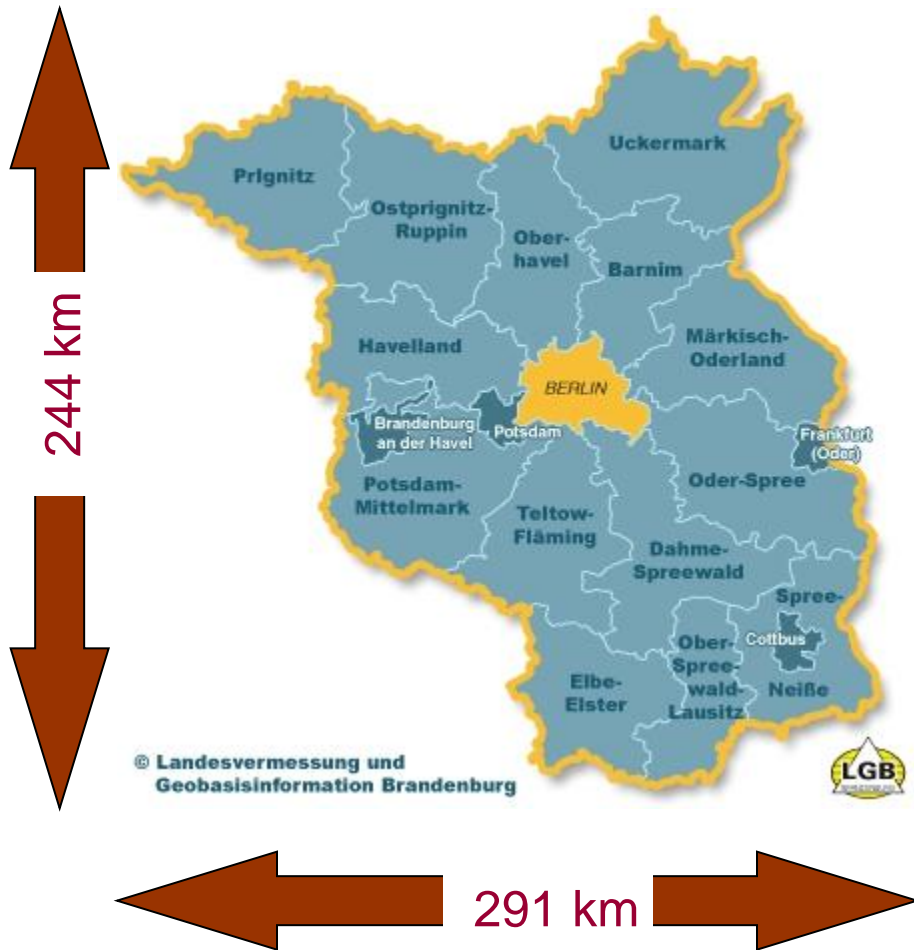 Uckermark
Prignitz
Ostprignitz-
Ruppin
Ober-
havel
Barnim
244 km
Havelland
Märkisch-
Oderland
BERLIN
Brandenburg
an der Havel
Potsdam
Frankfurt
(Oder)
Potsdam-
Mittelmark
Oder-Spree
Teltow-
Fläming
Dahme-
Spreewald
Spree-
Cottbus
Neiße
Ober-
Spree-
wald-
Lausitz
Elbe-
Elster
© Landesvermessung und
Geobasisinformation Brandenburg
LGB
291 km